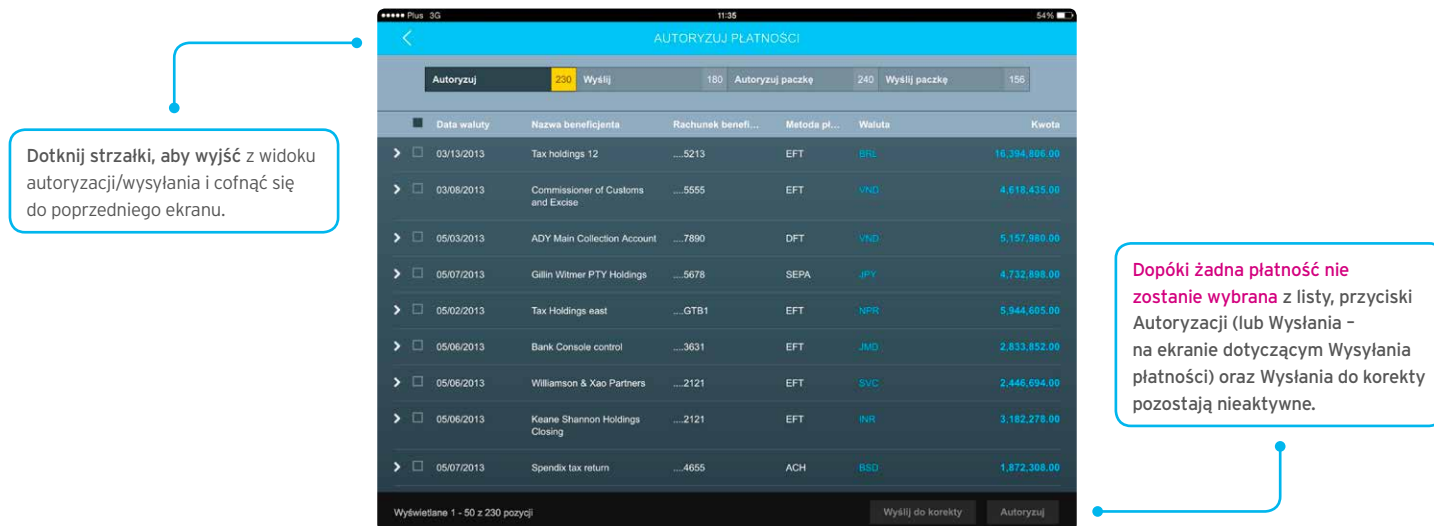 Plus 3G 11:35 54%
AUTORYZUJ PŁATNOŚCI
Autoryzuj 230 Wyślij 180 Autoryzuj paczkę 240 Wyślij paczkę 156
Data waluty Nazwa beneficjenta Rachunek benefi... Metoda pł... Waluta Kwota
03/13/2013 Tax holdings 12 ....5213 EFT BRL 16,394,806.00
03/08/2013 Commissioner of Customs ....5555 EFT VND 4,618,435.00
and Excise
05/03/2013 ADY Main Collection Account ....7890 DFT VND 5,157,980.00
05/07/2013 Gillin Witmer PTY Holdings ....5678 SEPA JPY 4,732,898.00
05/02/2013 Tax Holdings east ....GTB1 EFT NPR 5,944,605.00
05/06/2013 Bank Console control ....3631 EFT JMD 2,833,852.00
05/06/2013 Williamson & Xao Partners ....2121 EFT SVC 2,446,694.00
05/06/2013 Keane Shannon Holdings ....2121 EFT INR 3,182,278.00
Closing
05/07/2013 Spendix tax return ....4655 ACH BSD 1,872,308.00
Wyświetlane 1 - 50 z 230 pozycji Wyślij do korekty Autoryzuj
Dotknij strzałki, aby wyjść z widoku
autoryzacji/wysyłania i cofnąć się
do poprzedniego ekranu.
Dopóki żadna płatność nie
zostanie wybrana z listy, przyciski
Autoryzacji (lub Wysłania –
na ekranie dotyczącym Wysyłania
płatności) oraz Wysłania do korekty
pozostają nieaktywne.